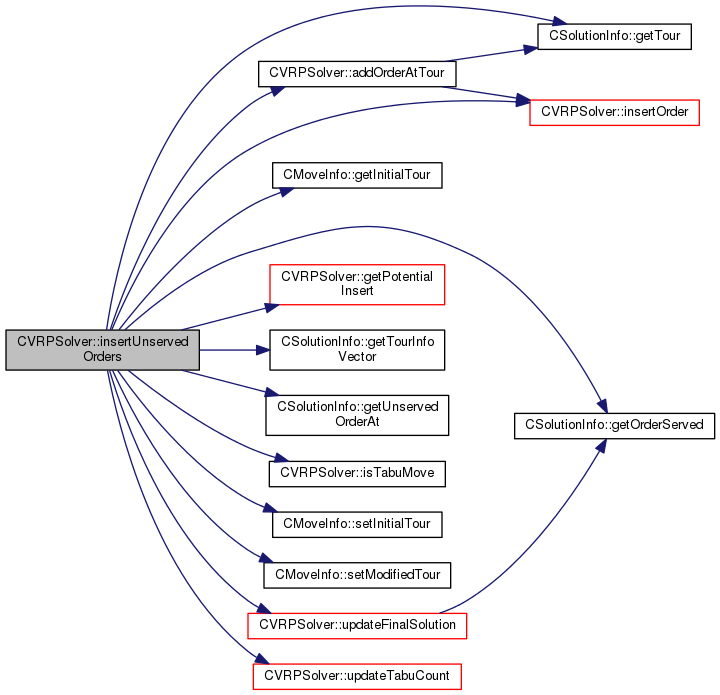 CSolutionInfo::getTour
CVRPSolver::addOrderAtTour
CVRPSolver::insertOrder
CMoveInfo::getInitialTour
CVRPSolver::getPotential
Insert
CVRPSolver::insertUnserved
Orders
CSolutionInfo::getTourInfo
Vector
CSolutionInfo::getUnserved
OrderAt
CSolutionInfo::getOrderServed
CVRPSolver::isTabuMove
CMoveInfo::setInitialTour
CMoveInfo::setModifiedTour
CVRPSolver::updateFinalSolution
CVRPSolver::updateTabuCount